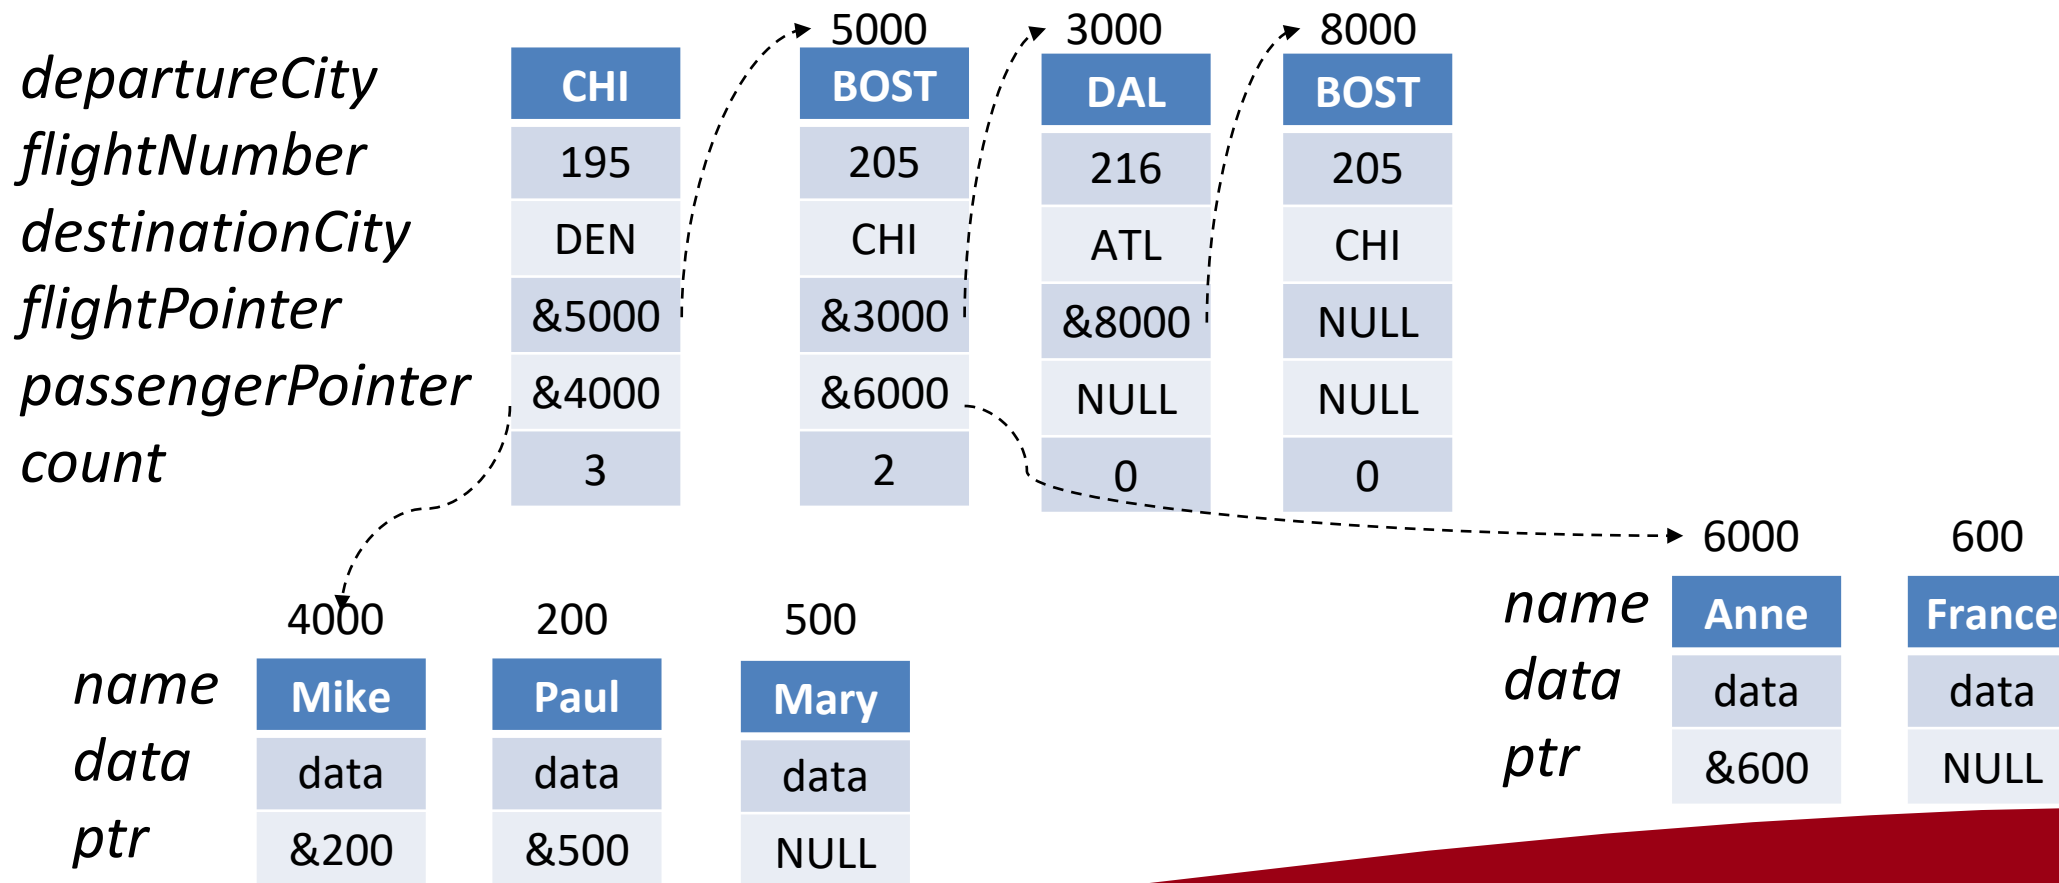 5000 3000 8000
departureCity CHI BOST DAL BOST
flightNumber 195 205 216 205
destinationCity DEN CHI ATL CHI
flightPointer &5000 &3000 &8000 NULL
passengerPointer &4000 &6000 NULL NULL
count 3 2 0 0
4000 200 500
name Mike Paul Mary
data data data data
ptr &200 &500 NULL
6000 600
name Anne France
data data data
ptr &600 NULL